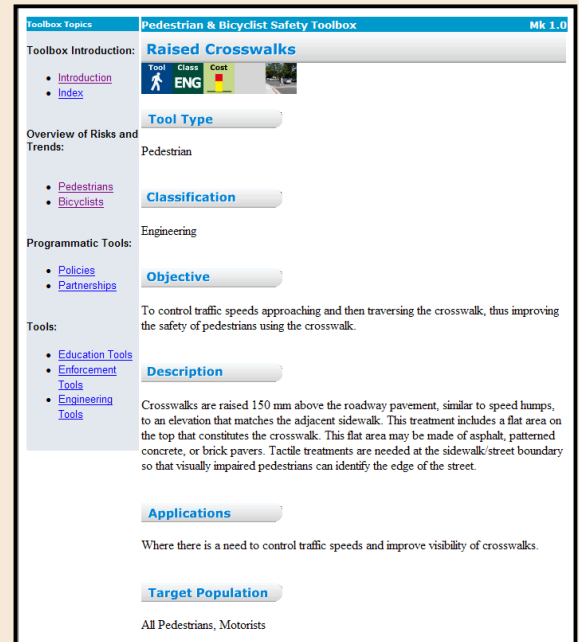 Toolbox Topics
Pedestrian & Bicyclist Safety Toolbox Mk 1.0
Toolbox Introduction:
Introduction
Index
Overview of Risks and
Trends:
Pedestrians
Bicyclists
Programmatic Tools:
Policies
Partnerships
Tools:
Education Tools
Enforcement
Tools
Engineering
Tools
Raised Crosswalks
Tool Class Cost
ENG
Tool Type
Pedestrian
Classification
Engineering
Objective
To control traffic speeds approaching and then traversing the crosswalk, thus improving
the safety of pedestrians using the crosswalk.
Description
Crosswalks are raised 150 mm above the roadway pavement, similar to speed humps,
to an elevation that matches the adjacent sidewalk. This treatment includes a flat area on
the top that constitutes the crosswalk. This flat area may be made of asphalt, patterned
concrete, or brick pavers. Tactile treatments are needed at the sidewalk/street boundary
so that visually impaired pedestrians can identify the edge of the street.
Applications
Where there is a need to control traffic speeds and improve visibility of crosswalks.
Target Population
All Pedestrians, Motorists